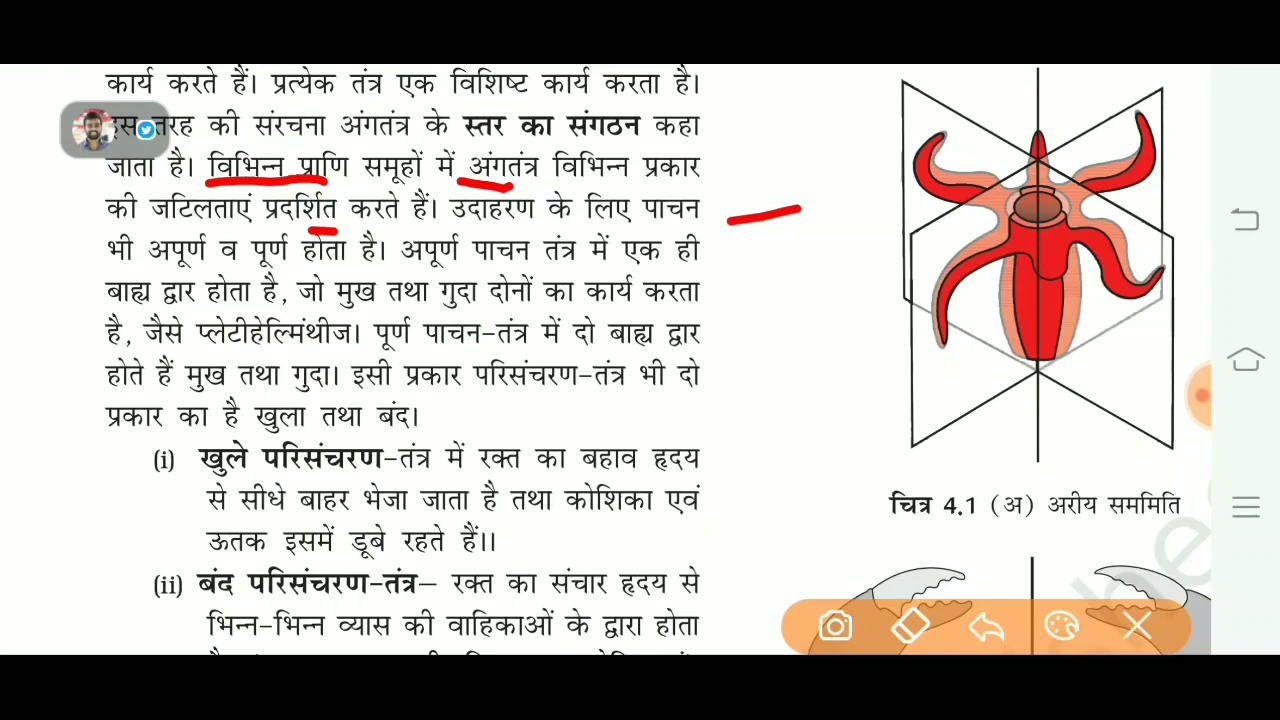 कार्य करते हैं। प्रत्येक तंत्र एक विशिष्ट कार्य करता है।
इस तरह की संरचना अंगतंत्र के स्तर का संगठन कहा
जाता है। विभिन्न प्राणि समूहों में अंगतंत्र विभिन्न प्रकार
की जटिलताएं प्रदर्शित करते हैं। उदाहरण के लिए पाचन
भी अपूर्ण व पूर्ण होता है। अपूर्ण पाचन तंत्र में एक ही
बाह्य द्वार होता है, जो मुख तथा गुदा दोनों का कार्य करता
है, जैसे प्लेटीहेल्मिंथीज। पूर्ण पाचन-तंत्र में दो बाह्य द्वार
होते हैं मुख तथा गुदा। इसी प्रकार परिसंचरण-तंत्र भी दो
प्रकार का है खुला तथा बंद।
(i) खुले परिसंचरण-तंत्र में रक्त का बहाव हृदय
से सीधे बाहर भेजा जाता है तथा कोशिका एवं
ऊतक इसमें डूबे रहते हैं।।
(ii) बंद परिसंचरण-तंत्र— रक्त का संचार हृदय से
भिन्न-भिन्न व्यास की वाहिकाओं के द्वारा होता
चित्र 4.1 (अ) अरीय सममिति